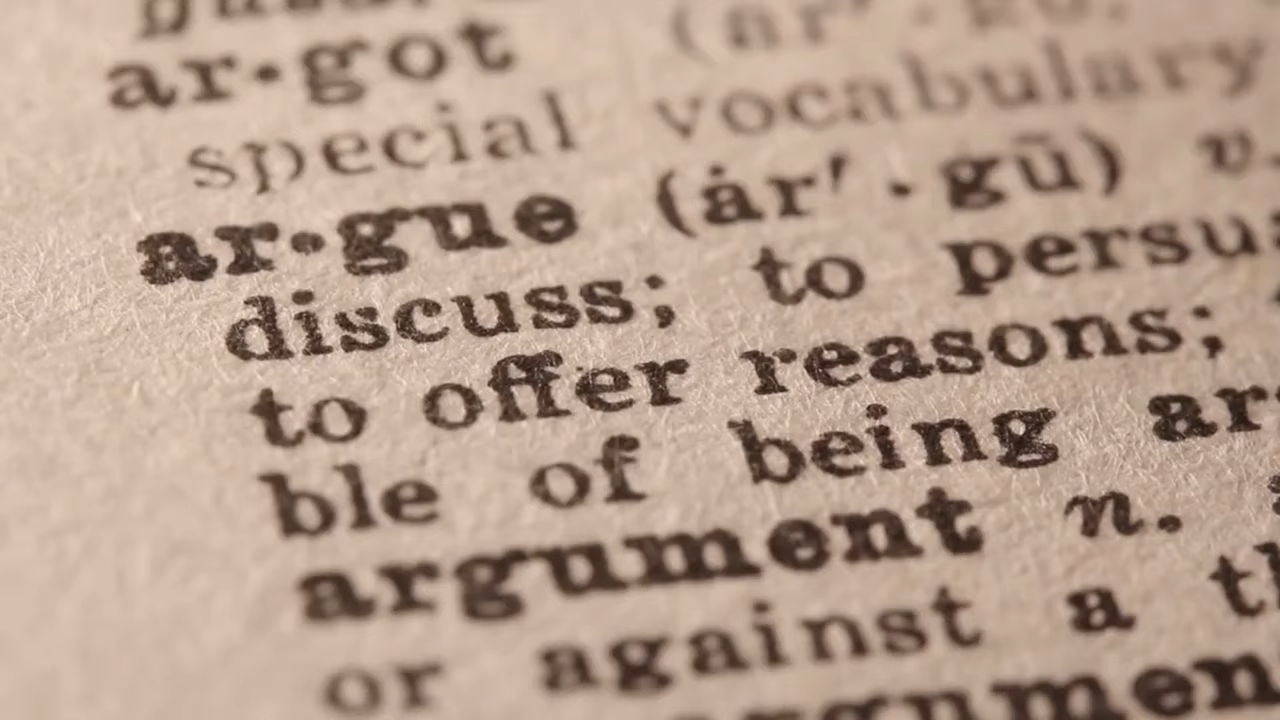 ar•got
special vocabulary
ar•gue (är′ • gū) v.
discuss; to
to offer reasons;
ble of being
argument n.
or against a